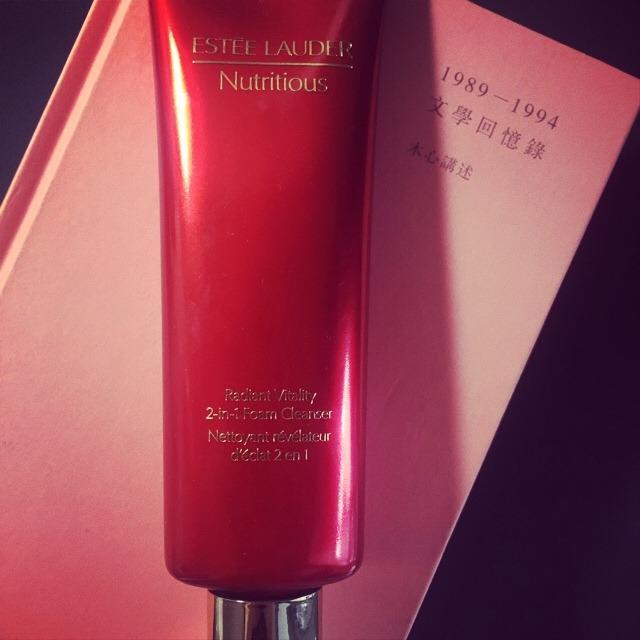 ESTÉE LAUDER
Nutritious
Radiant Vitality
2-in-1 Foam Cleanser
Nettoyant révélateur
d'éclat 2 en 1
1989—1994
文學回憶錄
木心講述